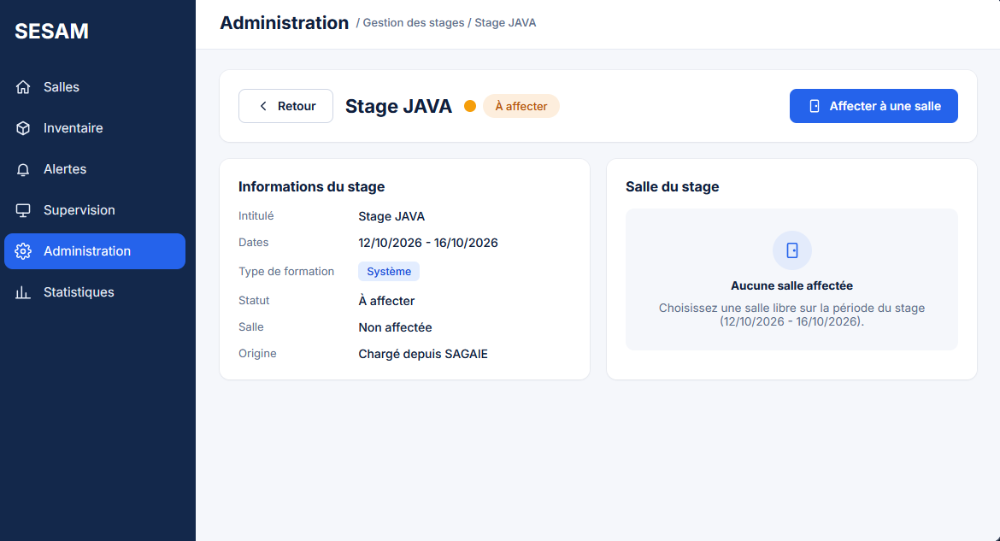 SESAM
Salles
Inventaire
Alertes
Supervision
Administration
Statistiques
Administration / Gestion des stages / Stage JAVA
Retour
Stage JAVA
À affecter
Affecter à une salle
Informations du stage
Intitulé Stage JAVA
Dates 12/10/2026 - 16/10/2026
Type de formation Système
Statut À affecter
Salle Non affectée
Origine Chargé depuis SAGAIE
Salle du stage
Aucune salle affectée
Choisissez une salle libre sur la période du stage
(12/10/2026 - 16/10/2026).